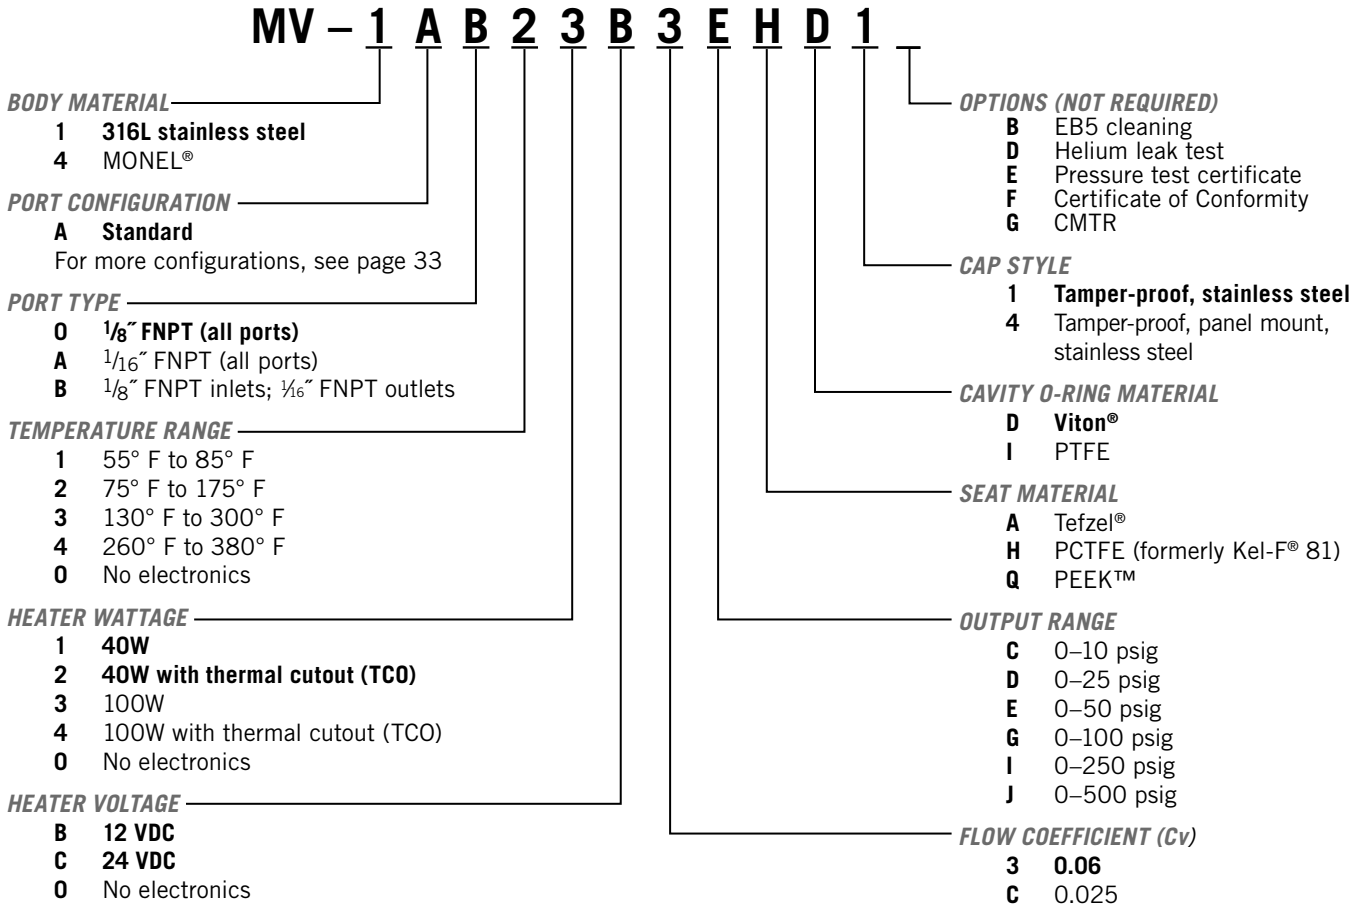 MV – 1 A B 2 3 B 3 E H D 1 _
BODY MATERIAL
1 316L stainless steel
4 MONEL®
PORT CONFIGURATION
A Standard
For more configurations, see page 33
PORT TYPE
0 1/8˝ FNPT (all ports)
A 1/16˝ FNPT (all ports)
B 1/8˝ FNPT inlets; 1/16˝ FNPT outlets
TEMPERATURE RANGE
1 55° F to 85° F
2 75° F to 175° F
3 130° F to 300° F
4 260° F to 380° F
0 No electronics
HEATER WATTAGE
1 40W
2 40W with thermal cutout (TCO)
3 100W
4 100W with thermal cutout (TCO)
0 No electronics
HEATER VOLTAGE
B 12 VDC
C 24 VDC
0 No electronics
OPTIONS (NOT REQUIRED)
B EB5 cleaning
D Helium leak test
E Pressure test certificate
F Certificate of Conformity
G CMTR
CAP STYLE
1 Tamper-proof, stainless steel
4 Tamper-proof, panel mount,
stainless steel
CAVITY O-RING MATERIAL
D Viton®
I PTFE
SEAT MATERIAL
A Tefzel®
H PCTFE (formerly Kel-F® 81)
Q PEEK™
OUTPUT RANGE
C 0–10 psig
D 0–25 psig
E 0–50 psig
G 0–100 psig
I 0–250 psig
J 0–500 psig
FLOW COEFFICIENT (Cv)
3 0.06
C 0.025